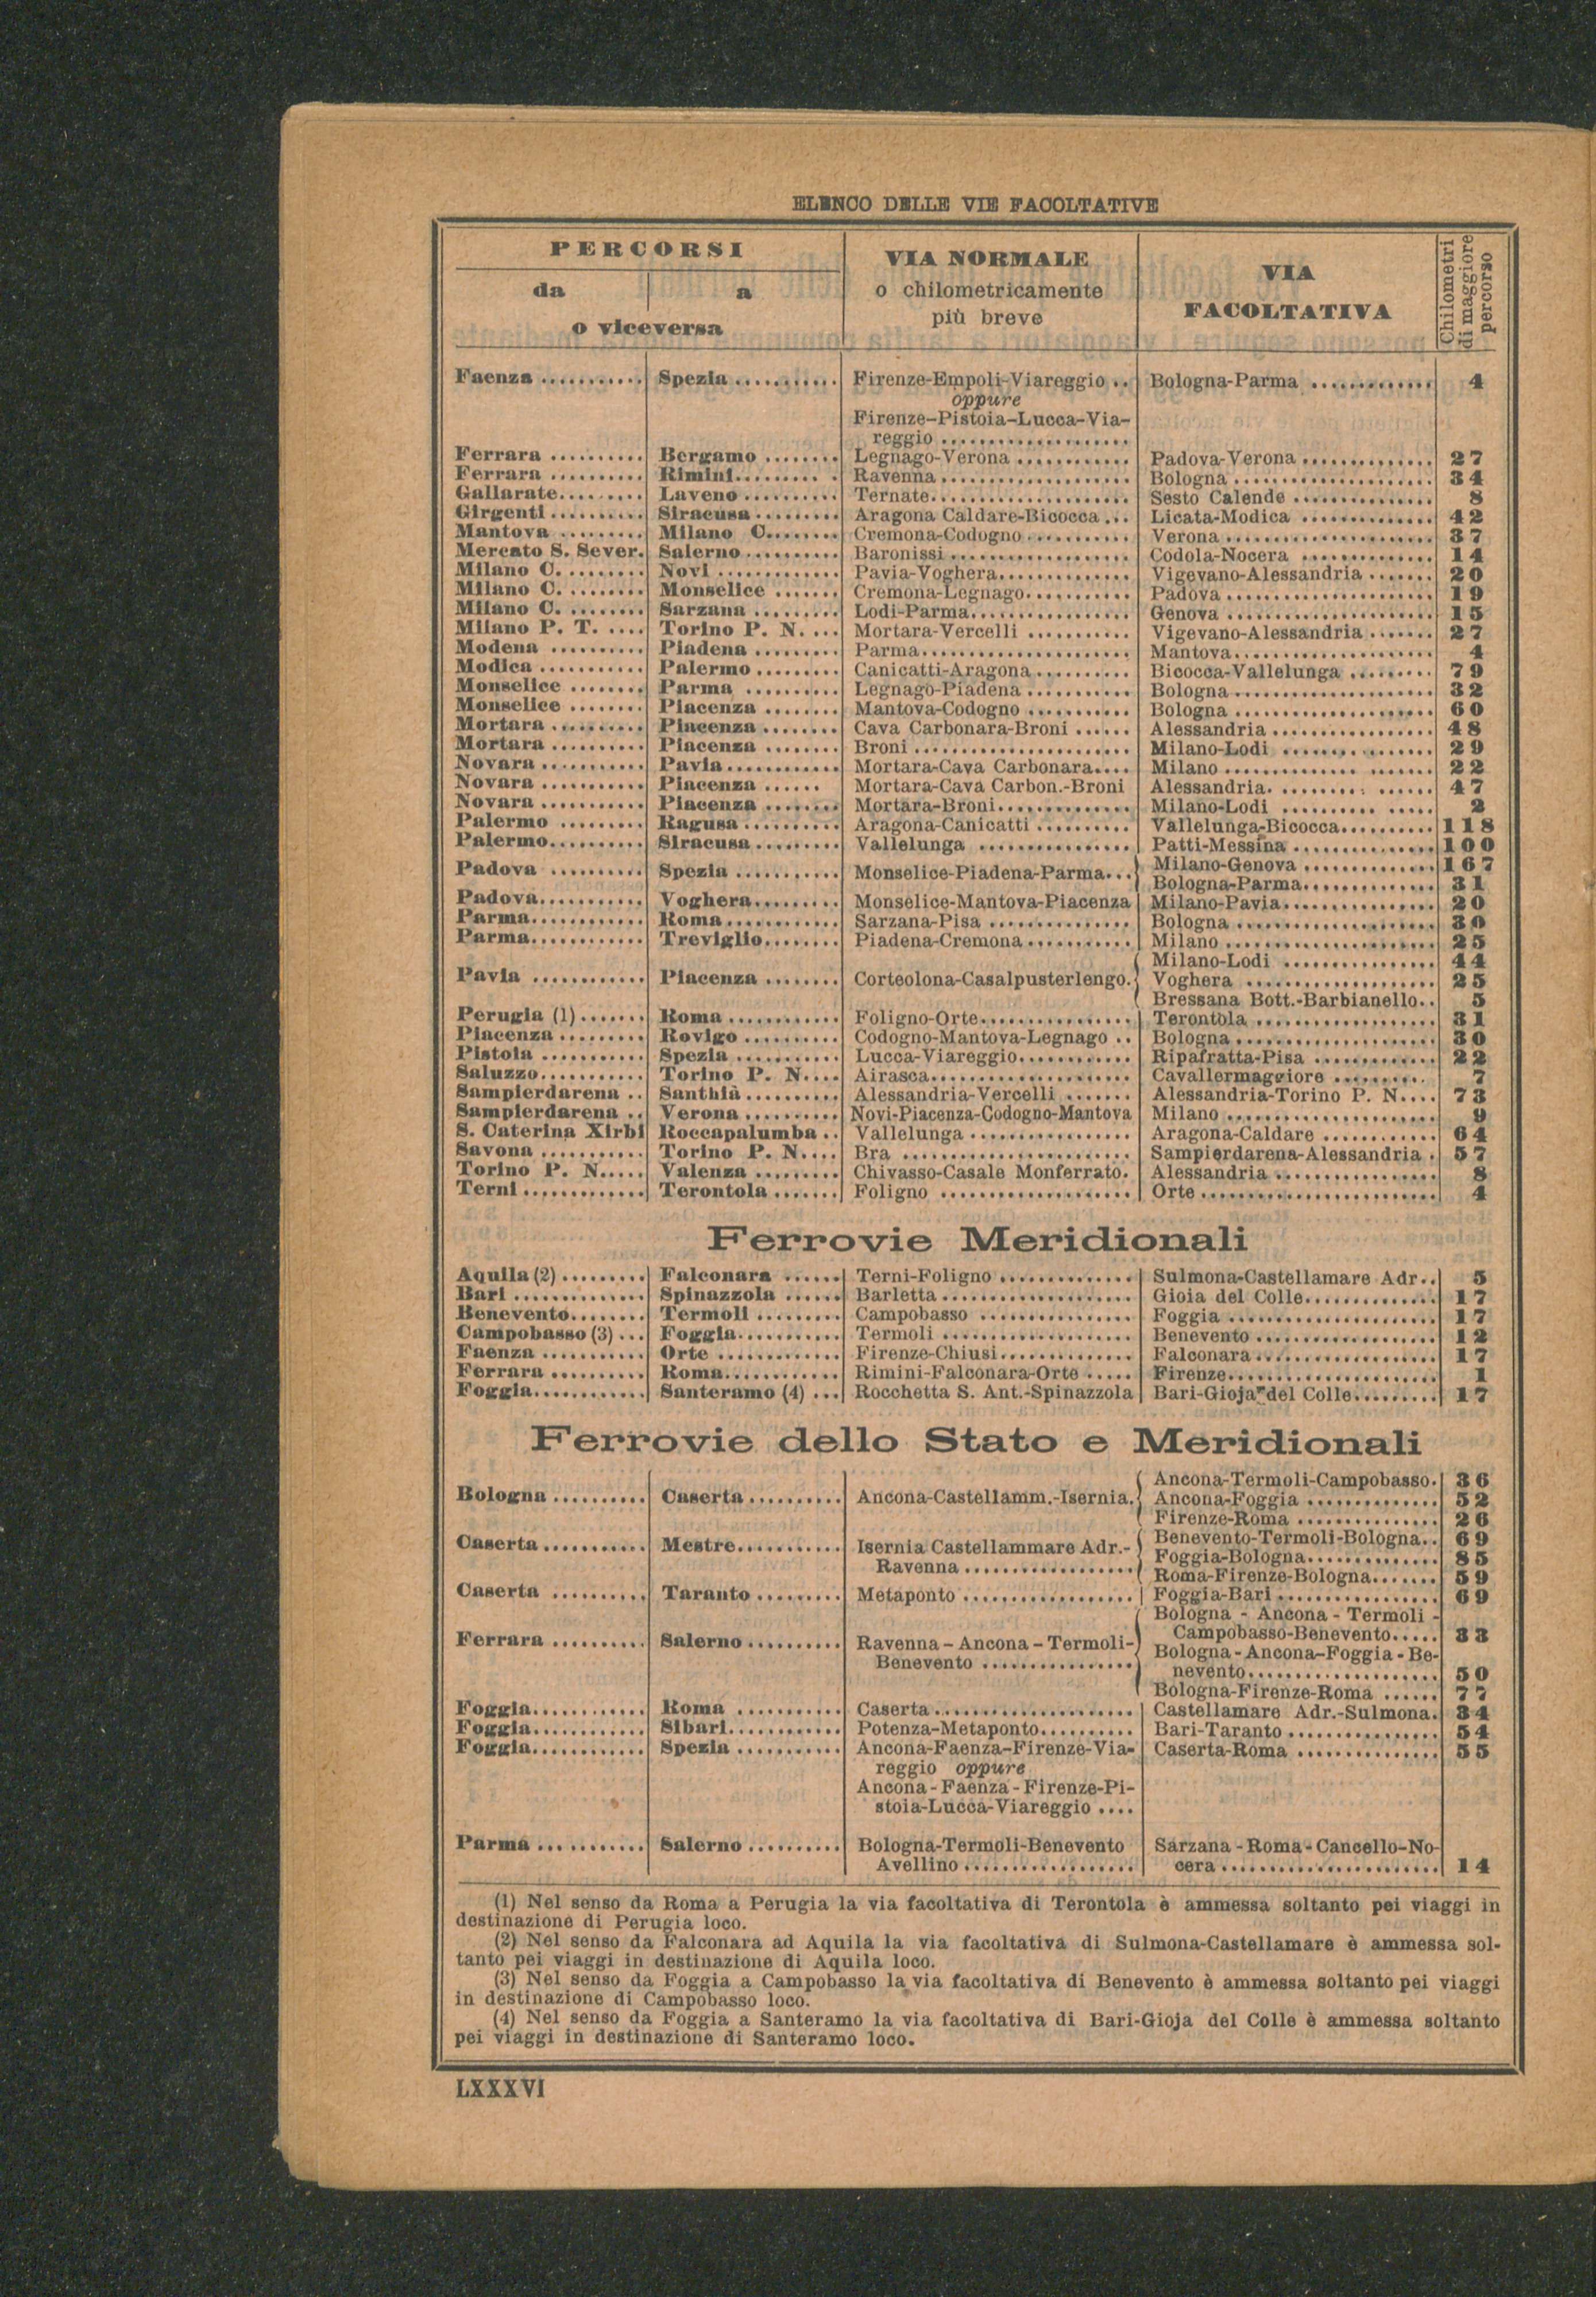 ELENCO DELLE VIE FACOLTATIVE
PERCORSI
da a
o viceversa
VIA NORMALE
o chilometricamente
più breve
VIA
FACOLTATIVA
Chilometri
di maggiore
percorso
Faenza ........... Spezia ........... Firenze-Empoli-Viareggio .. Bologna-Parma ............. 4
oppure
Firenze-Pistoia-Lucca-Via-
reggio ....................
Ferrara .......... Bergamo ........ Legnago-Verona ............ Padova-Verona .............. 27
Ferrara .......... Rimini......... . Ravenna .................... Bologna ..................... 34
Gallarate......... Laveno .......... Ternate..................... Sesto Calende ............... 8
Girgenti .......... Siracusa ......... Aragona Caldare-Bicocca ... Licata-Modica .............. 42
Mantova ......... Milano C........ Cremona-Codogno ........... Verona ...................... 37
Mercato S. Sever. Salerno .......... Baronissi ................... Codola-Nocera .............. 14
Milano C. ........ Novi ............. Pavia-Voghera.............. Vigevano-Alessandria ....... 20
Milano C. ........ Monselice ....... Cremona-Legnago........... Padova ...................... 19
Milano C. ........ Sarzana ......... Lodi-Parma................. Genova ...................... 15
Milano P. T. .... Torino P. N. ... Mortara-Vercelli ........... Vigevano-Alessandria ....... 27
Modena .......... Piadena ......... Parma...................... Mantova..................... 4
Modica ........... Palermo ......... Canicatti-Aragona .......... Bicocca-Vallelunga ......... 79
Monselice ........ Parma .......... Legnago-Piadena ........... Bologna ..................... 32
Monselice ........ Piacenza ........ Mantova-Codogno ........... Bologna ..................... 60
Mortara .......... Piacenza ........ Cava Carbonara-Broni ...... Alessandria ................. 48
Mortara .......... Piacenza ........ Broni ....................... Milano-Lodi ................ 29
Novara ........... Pavia ............ Mortara-Cava Carbonara.... Milano .............. ....... 22
Novara ........... Piacenza ...... Mortara-Cava Carbon.-Broni Alessandria. ......... ...... 47
Novara ........... Piacenza ........ Mortara-Broni.............. Milano-Lodi .......... ..... 2
Palermo ......... Ragusa .......... Aragona-Canicatti .......... Vallelunga-Bicocca.......... 118
Palermo.......... Siracusa ......... Vallelunga ................ Patti-Messina ............... 100
Padova .......... Spezia ........... Monselice-Piadena-Parma... Milano-Genova .............. 167
Bologna-Parma.............. 31
Padova........... Voghera......... Monselice-Mantova-Piacenza Milano-Pavia................ 20
Parma............ Roma ............ Sarzana-Pisa ............... Bologna ..................... 30
Parma............ Treviglio........ Piadena-Cremona ........... Milano ...................... 25
Pavia ............ Piacenza ........ Corteolona-Casalpusterlengo. Milano-Lodi ................ 44
Voghera .................... 25
Bressana Bott.-Barbianello.. 5
Perugia (1) ....... Roma ............ Foligno-Orte................ Terontola ................... 31
Piacenza ......... Rovigo .......... Codogno-Mantova-Legnago .. Bologna ..................... 30
Pistoia ........... Spezia ........... Lucca-Viareggio............ Ripafratta-Pisa ............. 22
Saluzzo........... Torino P. N.... Airasca..................... Cavallermaggiore .......... 7
Sampierdarena .. Santhià .......... Alessandria-Vercelli ....... Alessandria-Torino P. N.... 73
Sampierdarena .. Verona .......... Novi-Piacenza-Codogno-Mantova Milano ...................... 9
S. Caterina Xirbi Roccapalumba .. Vallelunga ................. Aragona-Caldare ............ 64
Savona ........... Torino P. N.... Bra ........................ Sampierdarena-Alessandria . 57
Torino P. N..... Valenza ......... Chivasso-Casale Monferrato. Alessandria ................. 8
Terni ............. Terontola ....... Foligno .................... Orte ......................... 4
Ferrovie Meridionali
Aquila (2) ......... Falconara ...... Terni-Foligno .............. Sulmona-Castellamare Adr.. 5
Bari .............. Spinazzola ...... Barletta .................... Gioia del Colle.............. 17
Benevento........ Termoli ......... Campobasso ................ Foggia ...................... 17
Campobasso (3) ... Foggia........... Termoli .................... Benevento ................... 12
Faenza ........... Orte ............. Firenze-Chiusi.............. Falconara ................... 17
Ferrara .......... Roma............ Rimini-Falconara-Orte ..... Firenze...................... 1
Foggia............ Santeramo (4) ... Rocchetta S. Ant.-Spinazzola Bari-Gioja del Colle......... 17
Ferrovie dello Stato e Meridionali
Bologna .......... Caserta .......... Ancona-Castellamm.-Isernia. Ancona-Termoli-Campobasso. 36
Ancona-Foggia .............. 52
Firenze-Roma ............... 26
Caserta ........... Mestre........... Isernia Castellammare Adr.- Benevento-Termoli-Bologna.. 69
Ravenna .................. Foggia-Bologna.............. 85
Roma-Firenze-Bologna....... 59
Caserta .......... Taranto ......... Metaponto .................. Foggia-Bari ................. 69
Ferrara .......... Salerno .......... Ravenna - Ancona - Termoli- Bologna - Ancona - Termoli -
Benevento ................ Campobasso-Benevento..... 33
Bologna - Ancona-Foggia - Be-
nevento.................... 50
Bologna-Firenze-Roma ...... 77
Foggia............ Roma ........... Caserta ..................... Castellamare Adr.-Sulmona. 34
Foggia............ Sibari............ Potenza-Metaponto.......... Bari-Taranto ................ 54
Foggia............ Spezia ........... Ancona-Faenza-Firenze-Via- Caserta-Roma ............... 55
reggio oppure
Ancona - Faenza - Firenze-Pi-
stoia-Lucca-Viareggio ....
Parma ........... Salerno .......... Bologna-Termoli-Benevento Sarzana - Roma - Cancello-No-
Avellino .................. cera ....................... 14
(1) Nel senso da Roma a Perugia la via facoltativa di Terontola è ammessa soltanto pei viaggi in
destinazione di Perugia loco.
(2) Nel senso da Falconara ad Aquila la via facoltativa di Sulmona-Castellamare è ammessa sol-
tanto pei viaggi in destinazione di Aquila loco.
(3) Nel senso da Foggia a Campobasso la via facoltativa di Benevento è ammessa soltanto pei viaggi
in destinazione di Campobasso loco.
(4) Nel senso da Foggia a Santeramo la via facoltativa di Bari-Gioja del Colle è ammessa soltanto
pei viaggi in destinazione di Santeramo loco.
LXXXVI